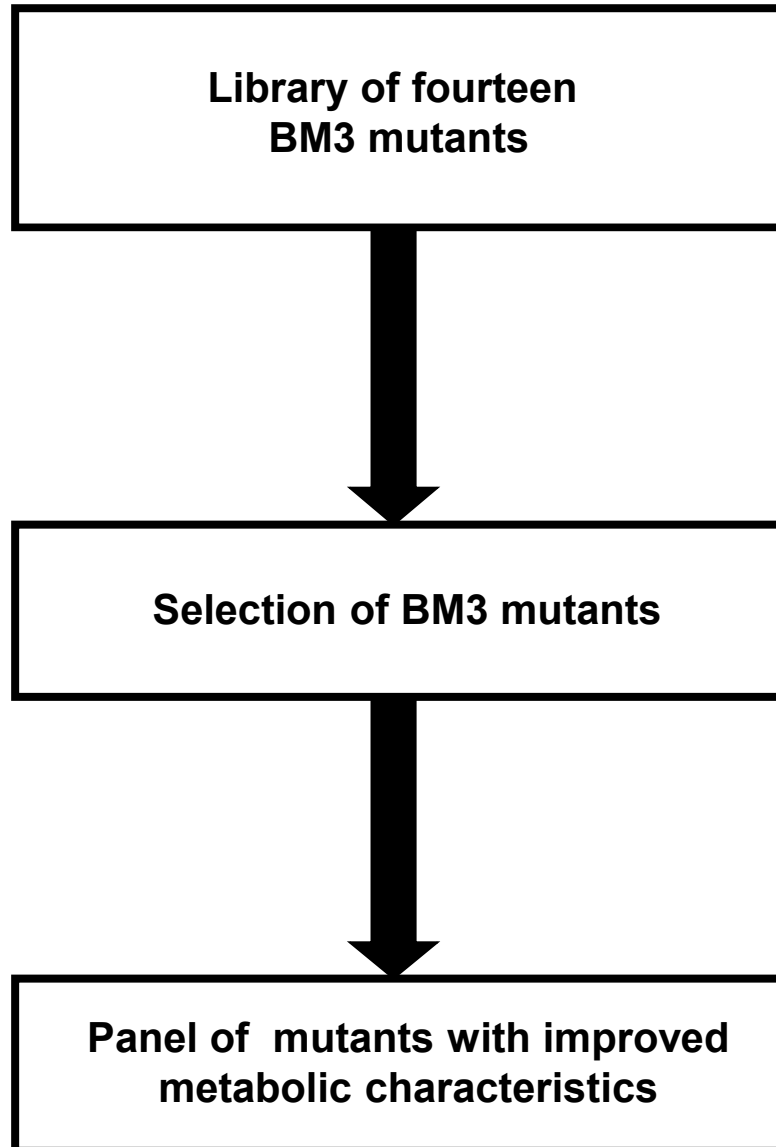 Library of fourteen
BM3 mutants
Selection of BM3 mutants
Panel of  mutants with improved
metabolic characteristics